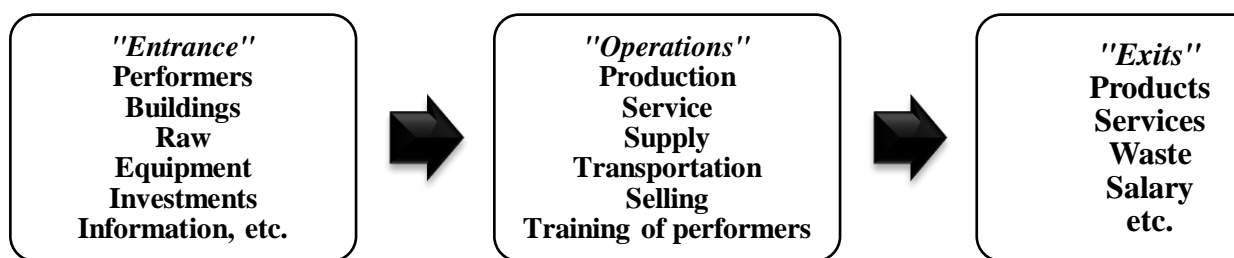 "Entrance"
Performers
Buildings
Raw
Equipment
Investments
Information, etc.
"Operations"
Production
Service
Supply
Transportation
Selling
Training of performers
"Exits"
Products
Services
Waste
Salary
etc.